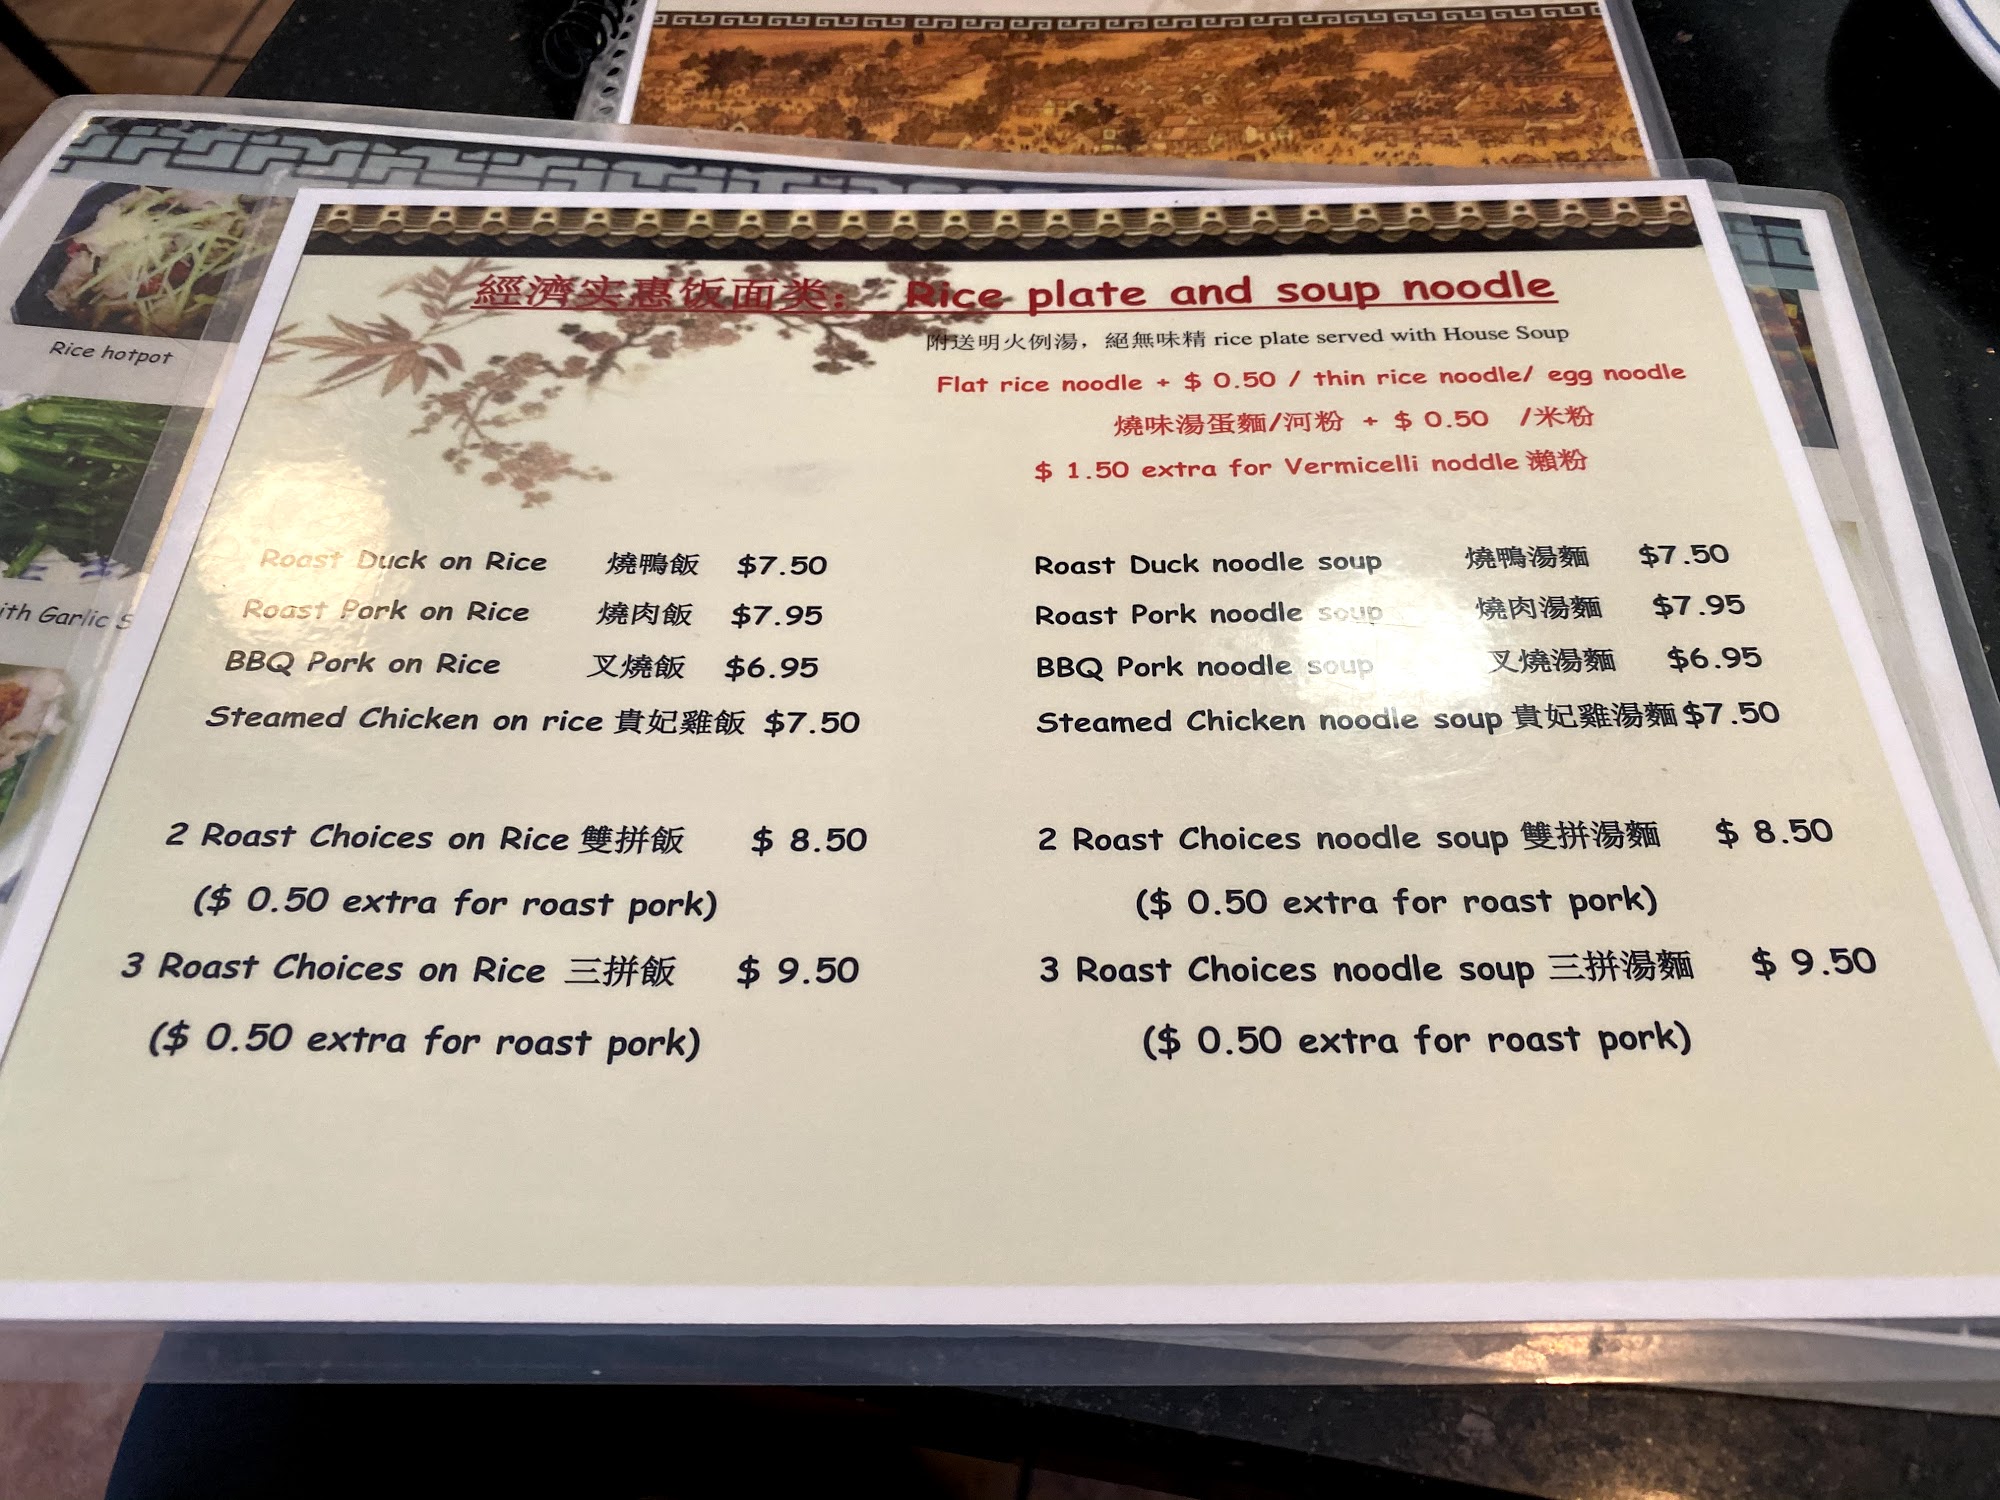 經濟实惠饭面类： Rice plate and soup noodle
附送明火例湯，絕無味精 rice plate served with House Soup
Flat rice noodle + $ 0.50 / thin rice noodle/ egg noodle
燒味湯蛋麵/河粉 + $ 0.50 /米粉
$ 1.50 extra for Vermicelli noddle 瀨粉
Roast Duck on Rice 燒鴨飯 $7.50
Roast Pork on Rice 燒肉飯 $7.95
BBQ Pork on Rice 叉燒飯 $6.95
Steamed Chicken on rice 貴妃雞飯 $7.50
2 Roast Choices on Rice 雙拼飯 $ 8.50
($ 0.50 extra for roast pork)
3 Roast Choices on Rice 三拼飯 $ 9.50
($ 0.50 extra for roast pork)
Roast Duck noodle soup 燒鴨湯麵 $7.50
Roast Pork noodle soup 燒肉湯麵 $7.95
BBQ Pork noodle soup 叉燒湯麵 $6.95
Steamed Chicken noodle soup 貴妃雞湯麵 $7.50
2 Roast Choices noodle soup 雙拼湯麵 $ 8.50
($ 0.50 extra for roast pork)
3 Roast Choices noodle soup 三拼湯麵 $ 9.50
($ 0.50 extra for roast pork)
Rice hotpot
ith Garlic S